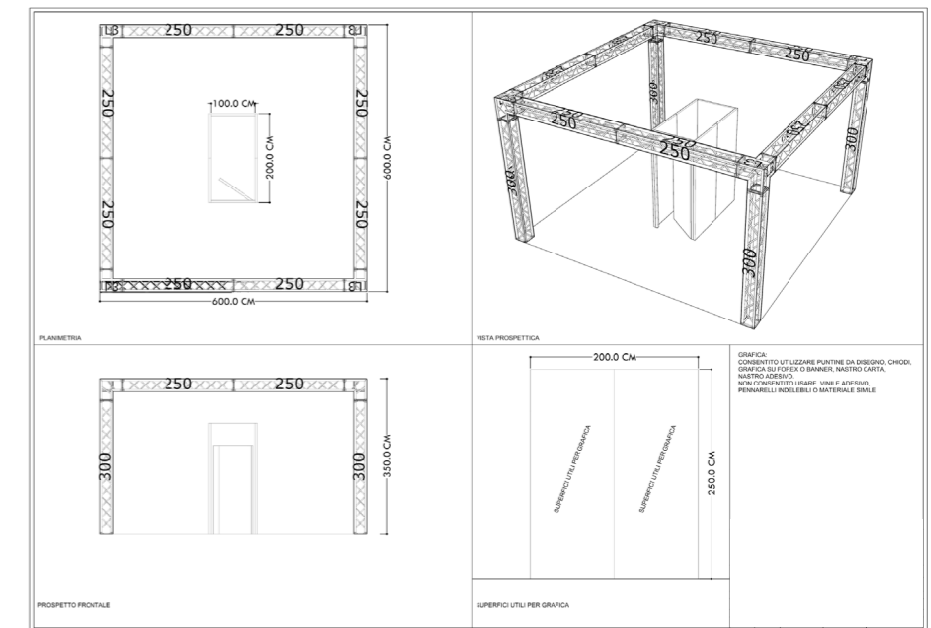 250 250
250 250
100.0 CM
200.0 CM
600.0 CM
250 250
250 250
600.0 CM
PLANIMETRIA
250 250
300
250
250
250
250
300
300
300
VISTA PROSPETTICA
250 250
300 300
350.0 CM
PROSPETTO FRONTALE
200.0 CM
SUPERFICI UTILI PER GRAFICA
SUPERFICI UTILI PER GRAFICA
250.0 CM
SUPERFICI UTILI PER GRAFICA
GRAFICA:
CONSENTITO UTLIZZARE PUNTINE DA DISEGNO, CHIODI,
GRAFICA SU FOREX O BANNER, NASTRO CARTA,
NASTRO ADESIVO.
NON CONSENTITO USARE VINILE ADESIVO,
PENNARELLI INDELEBILI O MATERIALE SIMILE